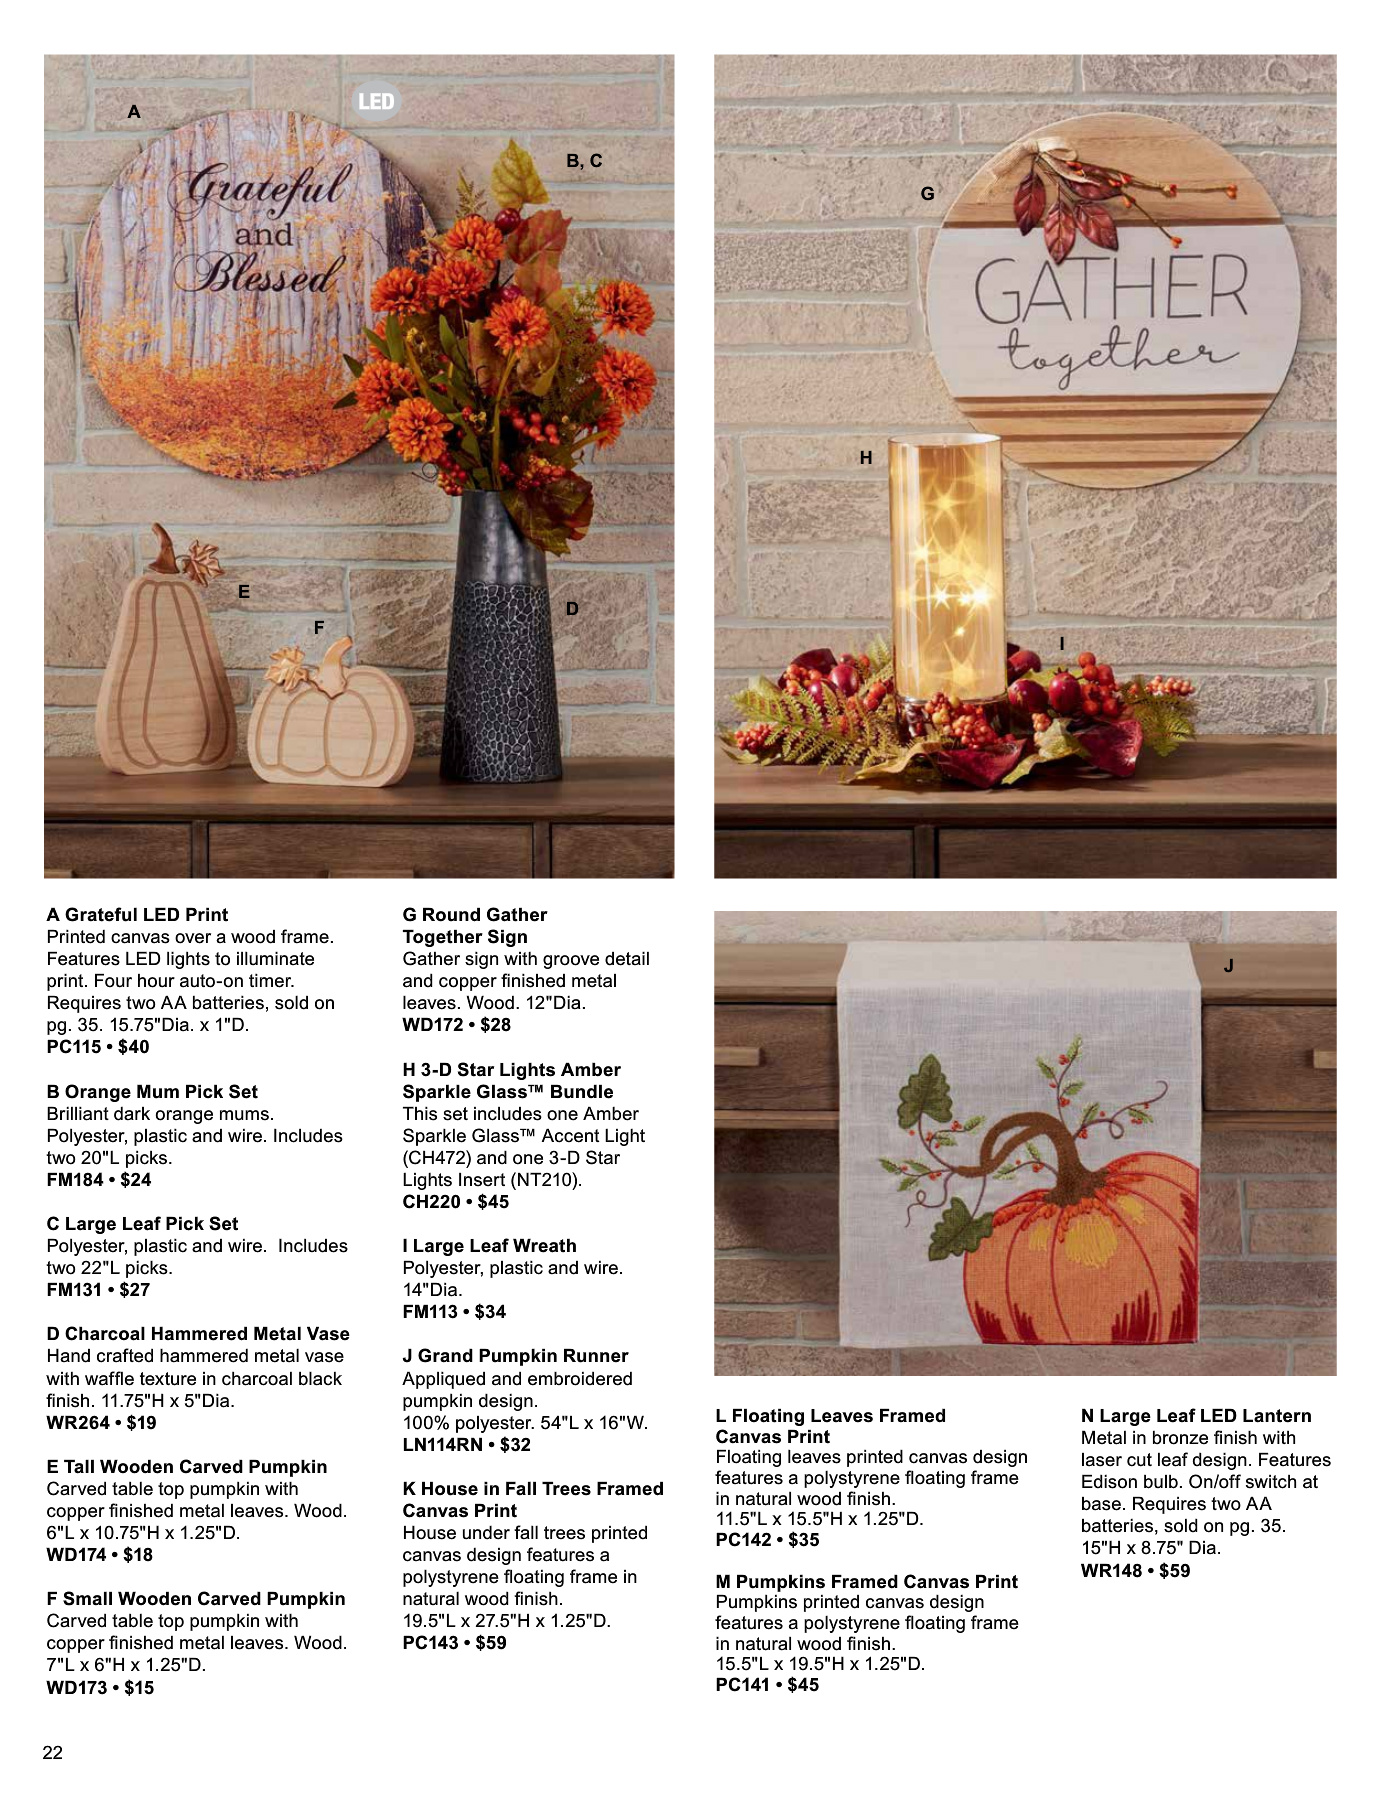 A
LED
B, C
Grateful
and
Blessed
E
F
D
G
GATHER
together
H
I
A Grateful LED Print
Printed canvas over a wood frame.
Features LED lights to illuminate
print. Four hour auto-on timer.
Requires two AA batteries, sold on
pg. 35. 15.75"Dia. x 1"D.
PC115 • $40
B Orange Mum Pick Set
Brilliant dark orange mums.
Polyester, plastic and wire. Includes
two 20"L picks.
FM184 • $24
C Large Leaf Pick Set
Polyester, plastic and wire.  Includes
two 22"L picks.
FM131 • $27
D Charcoal Hammered Metal Vase
Hand crafted hammered metal vase
with waffle texture in charcoal black
finish. 11.75"H x 5"Dia.
WR264 • $19
E Tall Wooden Carved Pumpkin
Carved table top pumpkin with
copper finished metal leaves. Wood.
6"L x 10.75"H x 1.25"D.
WD174 • $18
F Small Wooden Carved Pumpkin
Carved table top pumpkin with
copper finished metal leaves. Wood.
7"L x 6"H x 1.25"D.
WD173 • $15
G Round Gather
Together Sign
Gather sign with groove detail
and copper finished metal
leaves. Wood. 12"Dia.
WD172 • $28
H 3-D Star Lights Amber
Sparkle Glass™ Bundle
This set includes one Amber
Sparkle Glass™ Accent Light
(CH472) and one 3-D Star
Lights Insert (NT210).
CH220 • $45
I Large Leaf Wreath
Polyester, plastic and wire.
14"Dia.
FM113 • $34
J Grand Pumpkin Runner
Appliqued and embroidered
pumpkin design.
100% polyester. 54"L x 16"W.
LN114RN • $32
K House in Fall Trees Framed
Canvas Print
House under fall trees printed
canvas design features a
polystyrene floating frame in
natural wood finish.
19.5"L x 27.5"H x 1.25"D.
PC143 • $59
J
L Floating Leaves Framed
Canvas Print
Floating leaves printed canvas design
features a polystyrene floating frame
in natural wood finish.
11.5"L x 15.5"H x 1.25"D.
PC142 • $35
M Pumpkins Framed Canvas Print
Pumpkins printed canvas design
features a polystyrene floating frame
in natural wood finish.
15.5"L x 19.5"H x 1.25"D.
PC141 • $45
N Large Leaf LED Lantern
Metal in bronze finish with
laser cut leaf design. Features
Edison bulb. On/off switch at
base. Requires two AA
batteries, sold on pg. 35.
15"H x 8.75" Dia.
WR148 • $59
22